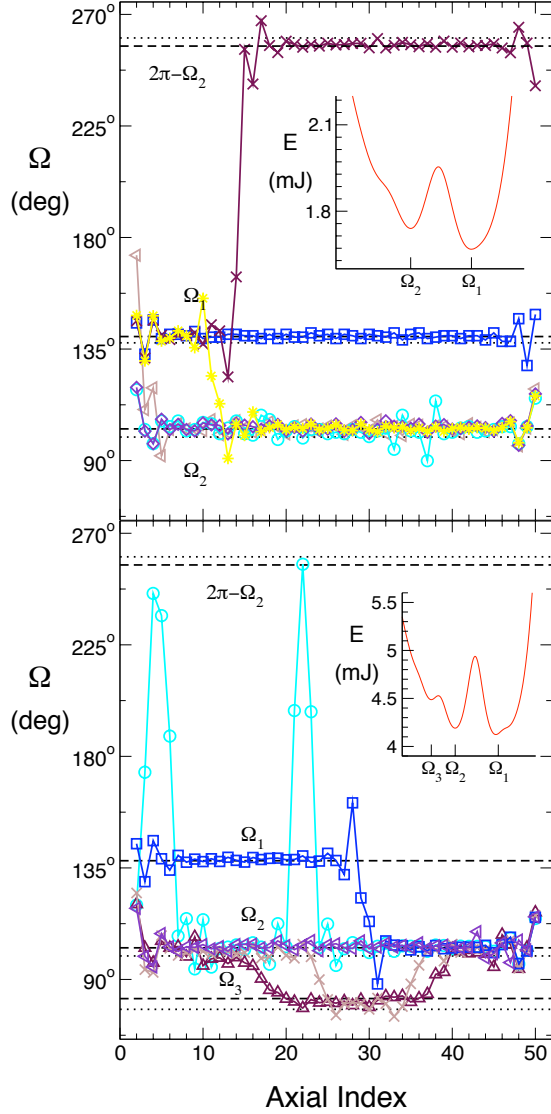 270°
2π−Ω₂
225°
2.1
E
(mJ)
1.8
Ω₂ Ω₁
Ω
(deg)
180°
Ω₁
135°
Ω₂
90°
270°
2π−Ω₂
5.5
E
5
(mJ)
4.5
4
Ω₃ Ω₂ Ω₁
225°
Ω
(deg)
180°
Ω₁
135°
Ω₂
Ω₃
90°
0 10 20 30 40 50
Axial Index